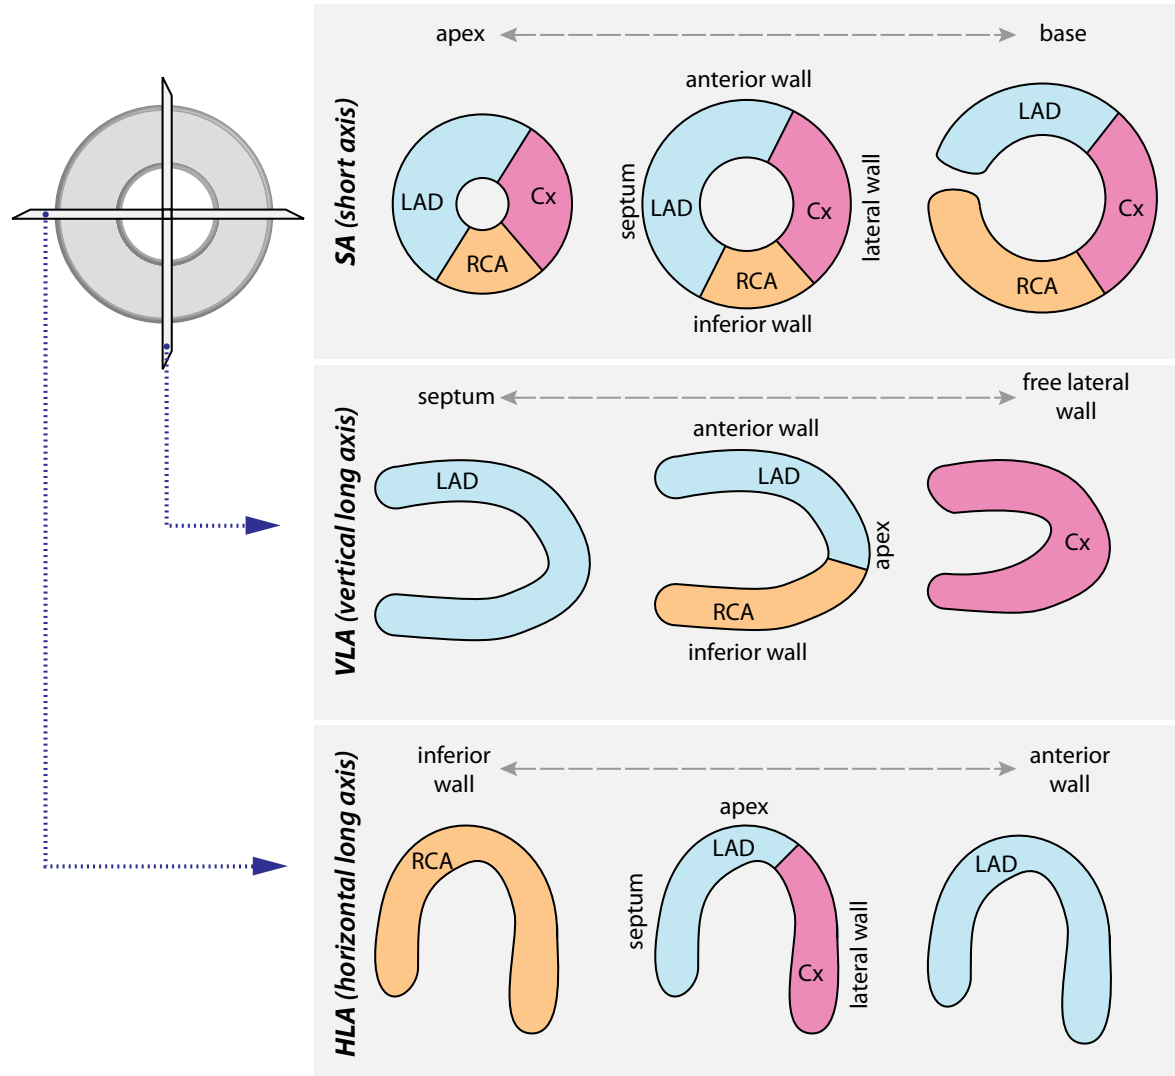 apex
base
SA (short axis)
anterior wall
septum
lateral wall
inferior wall
LAD
Cx
RCA
LAD
Cx
RCA
LAD
Cx
RCA
VLA (vertical long axis)
septum
free lateral
wall
anterior wall
apex
inferior wall
LAD
LAD
RCA
Cx
HLA (horizontal long axis)
inferior
wall
anterior
wall
apex
septum
lateral wall
RCA
LAD
Cx
LAD